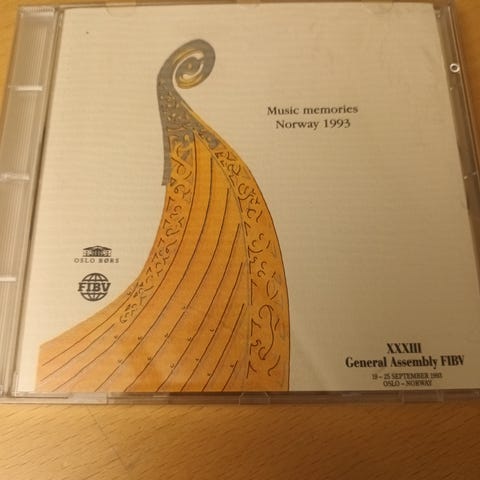 Music memories
Norway 1993
OSLO BØRS
FIBV
XXXIII
General Assembly FIBV
19 – 25 SEPTEMBER 1993
OSLO – NORWAY